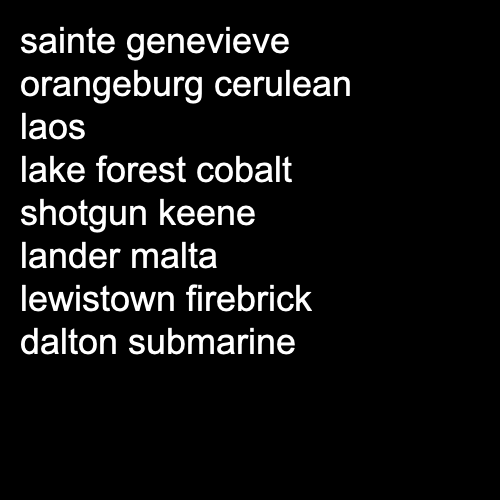 sainte genevieve
orangeburg cerulean
laos
lake forest cobalt
shotgun keene
lander malta
lewistown firebrick
dalton submarine